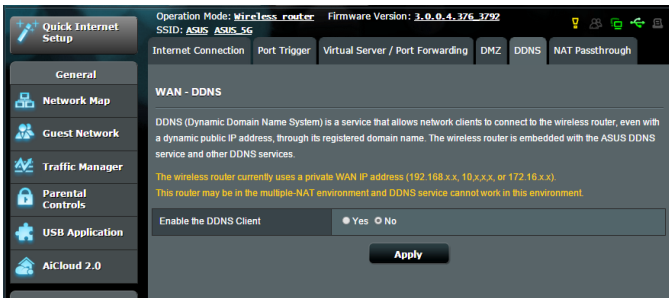 Quick Internet
Setup
General
Network Map
Guest Network
Traffic Manager
Parental
Controls
USB Application
AiCloud 2.0
Operation Mode: Wireless router Firmware Version: 3.0.0.4.376_3792
SSID: ASUS ASUS_5G
Internet Connection Port Trigger Virtual Server / Port Forwarding DMZ DDNS NAT Passthrough
WAN - DDNS
DDNS (Dynamic Domain Name System) is a service that allows network clients to connect to the wireless router, even with
a dynamic public IP address, through its registered domain name. The wireless router is embedded with the ASUS DDNS
service and other DDNS services.
The wireless router currently uses a private WAN IP address (192.168.x.x, 10,x,x,x, or 172.16.x.x).
This router may be in the multiple-NAT environment and DDNS service cannot work in this environment.
Enable the DDNS Client Yes No
Apply